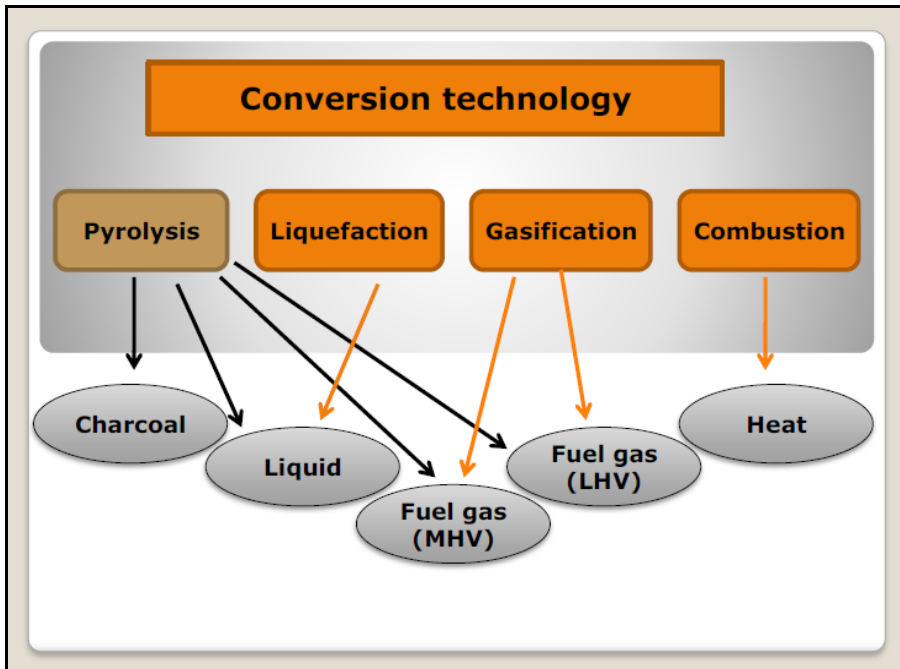 Conversion technology
Pyrolysis
Liquefaction
Gasification
Combustion
Charcoal
Liquid
Fuel gas
(MHV)
Fuel gas
(LHV)
Heat